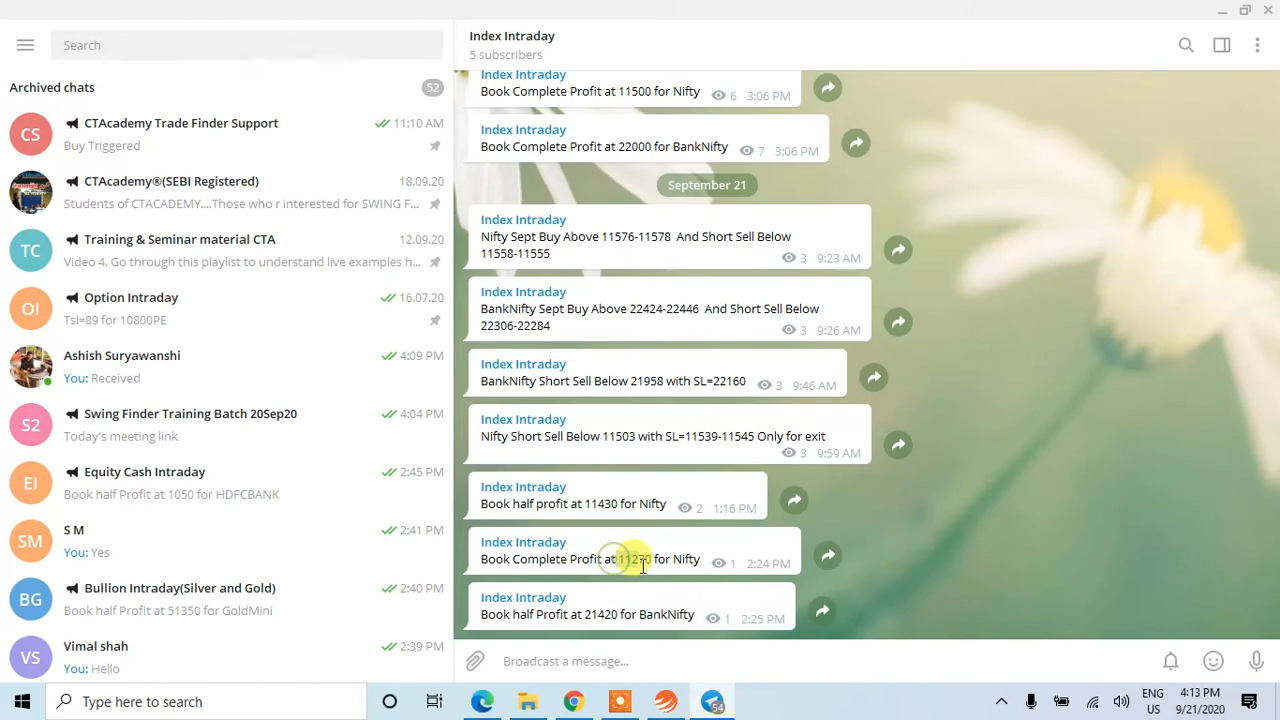 Search
Archived chats
52
CS
CTAcademy Trade Finder Support
11:10 AM
Buy Triggered
CTAcademy®(SEBI Registered)
18.09.20
Students of CTACADEMY....Those who r interested for SWING F...
TC
Training & Seminar material CTA
12.09.20
Video 4. Go through this playlist to understand live examples h...
OI
Option Intraday
16.07.20
Tsl=89 for 10800PE
Ashish Suryawanshi
4:09 PM
You: Received
S2
Swing Finder Training Batch 20Sep20
4:04 PM
Today's meeting link
EI
Equity Cash Intraday
2:45 PM
Book half Profit at 1050 for HDFCBANK
SM
S M
2:41 PM
You: Yes
BG
Bullion Intraday(Silver and Gold)
2:40 PM
Book half Profit at 51350 for GoldMini
VS
Vimal shah
2:39 PM
You: Hello
Index Intraday
5 subscribers
Index Intraday
Book Complete Profit at 11500 for Nifty
6 3:06 PM
Index Intraday
Book Complete Profit at 22000 for BankNifty
7 3:06 PM
September 21
Index Intraday
Nifty Sept Buy Above 11576-11578 And Short Sell Below
11558-11555
3 9:23 AM
Index Intraday
BankNifty Sept Buy Above 22424-22446 And Short Sell Below
22306-22284
3 9:26 AM
Index Intraday
BankNifty Short Sell Below 21958 with SL=22160
3 9:46 AM
Index Intraday
Nifty Short Sell Below 11503 with SL=11539-11545 Only for exit
3 9:59 AM
Index Intraday
Book half profit at 11430 for Nifty
2 1:16 PM
Index Intraday
Book Complete Profit at 11270 for Nifty
1 2:24 PM
Index Intraday
Book half Profit at 21420 for BankNifty
1 2:25 PM
Broadcast a message...
Type here to search
54
ENG
US
4:13 PM
9/21/2020